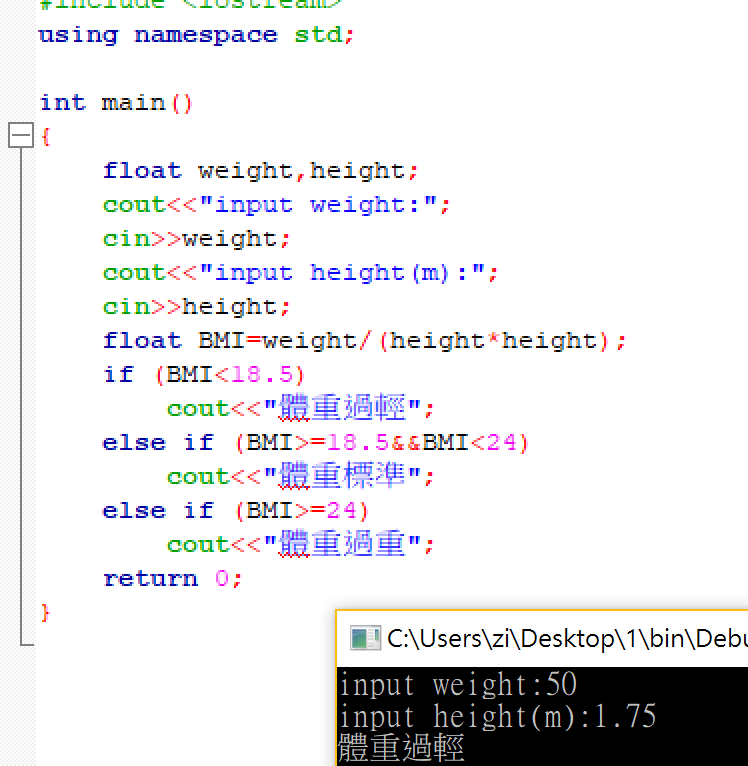 #include <iostream>
using namespace std;
int main()
{
float weight,height;
cout<<"input weight:";
cin>>weight;
cout<<"input height(m):";
cin>>height;
float BMI=weight/(height*height);
if (BMI<18.5)
cout<<"體重過輕";
else if (BMI>=18.5&&BMI<24)
cout<<"體重標準";
else if (BMI>=24)
cout<<"體重過重";
return 0;
}
C:\Users\zi\Desktop\1\bin\Debu
input weight:50
input height(m):1.75
體重過輕